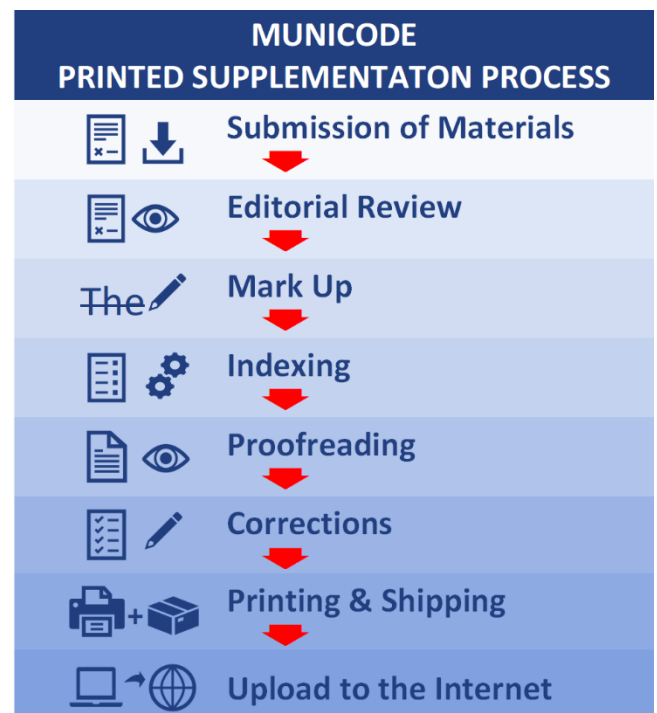 MUNICODE
PRINTED SUPPLEMENTATON PROCESS
Submission of Materials
Editorial Review
The
Mark Up
Indexing
Proofreading
Corrections
+
Printing & Shipping
Upload to the Internet